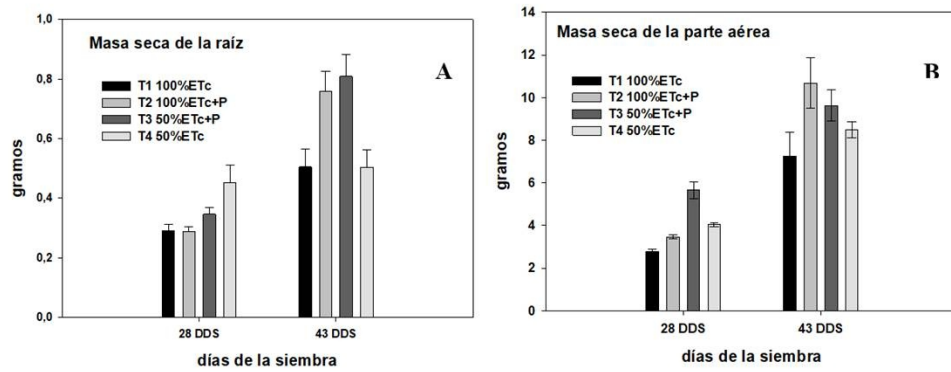 Masa seca de la raíz
A
T1 100%ETc
T2 100%ETc+P
T3 50%ETc+P
T4 50%ETc
gramos
1,0
0,8
0,6
0,4
0,2
0,0
28 DDS
43 DDS
días de la siembra
Masa seca de la parte aérea
B
T1 100%ETc
T2 100%ETc+P
T3 50%ETc+P
T4 50%ETc
gramos
14
12
10
8
6
4
2
0
28 DDS
43 DDS
días de la siembra